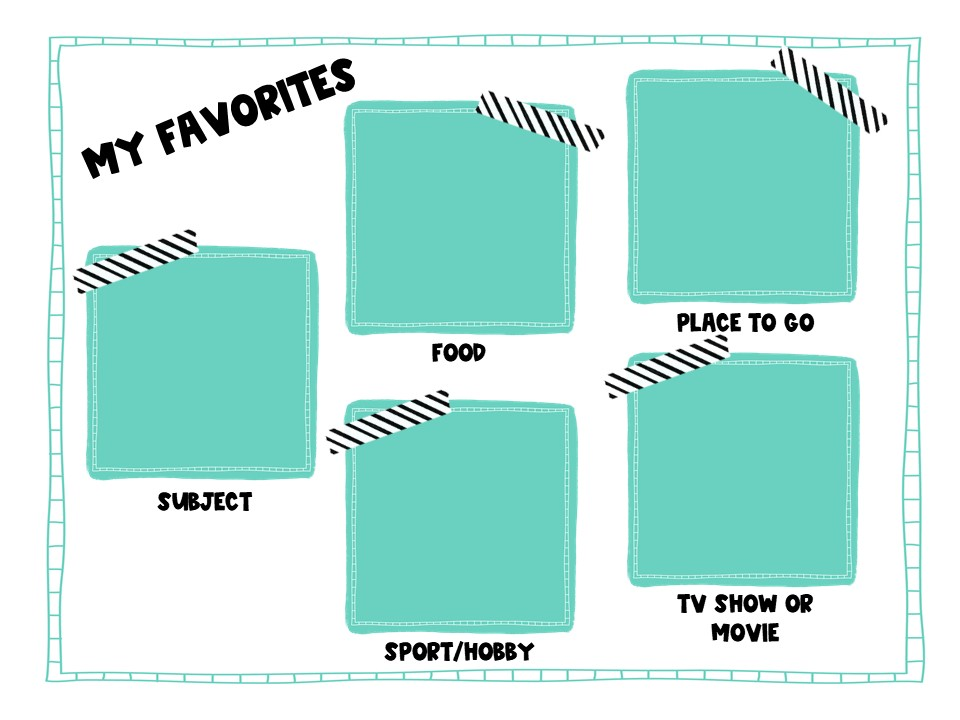 MY FAVORITES
FOOD
PLACE TO GO
SUBJECT
SPORT/HOBBY
TV SHOW OR
MOVIE